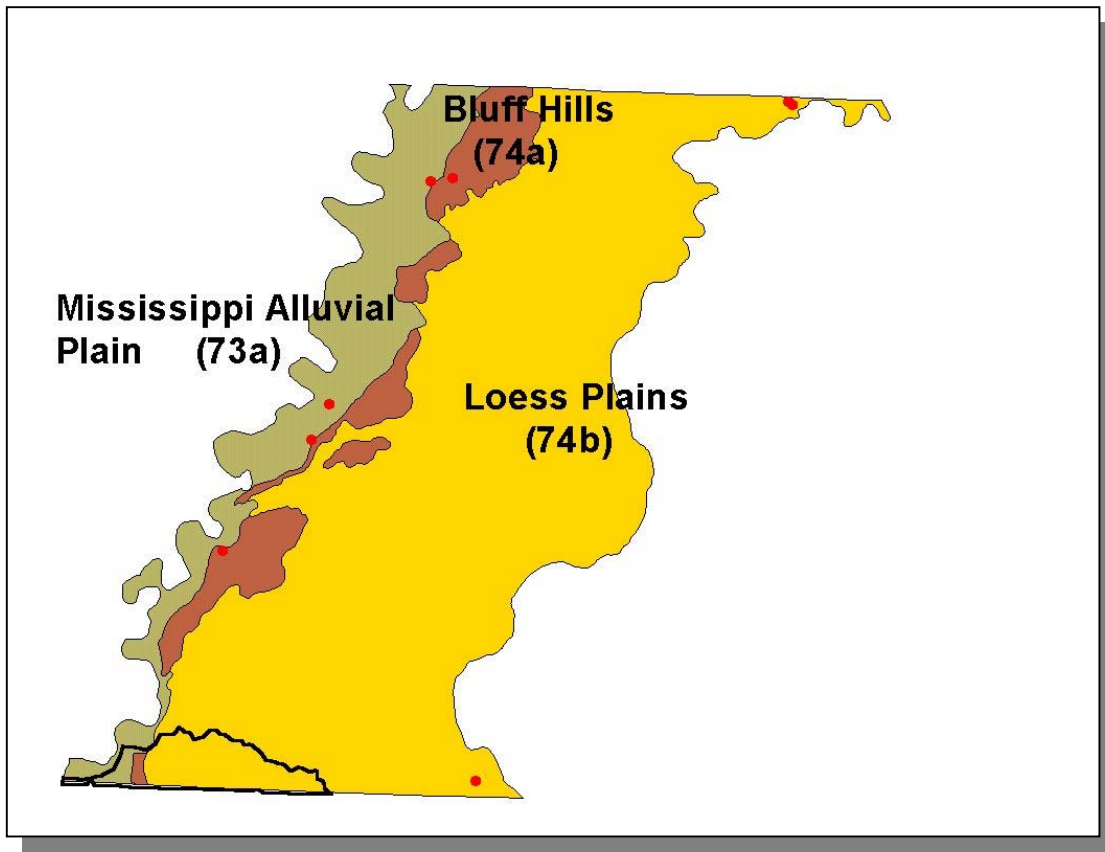 Bluff Hills
(74a)
Mississippi Alluvial
Plain (73a)
Loess Plains
(74b)